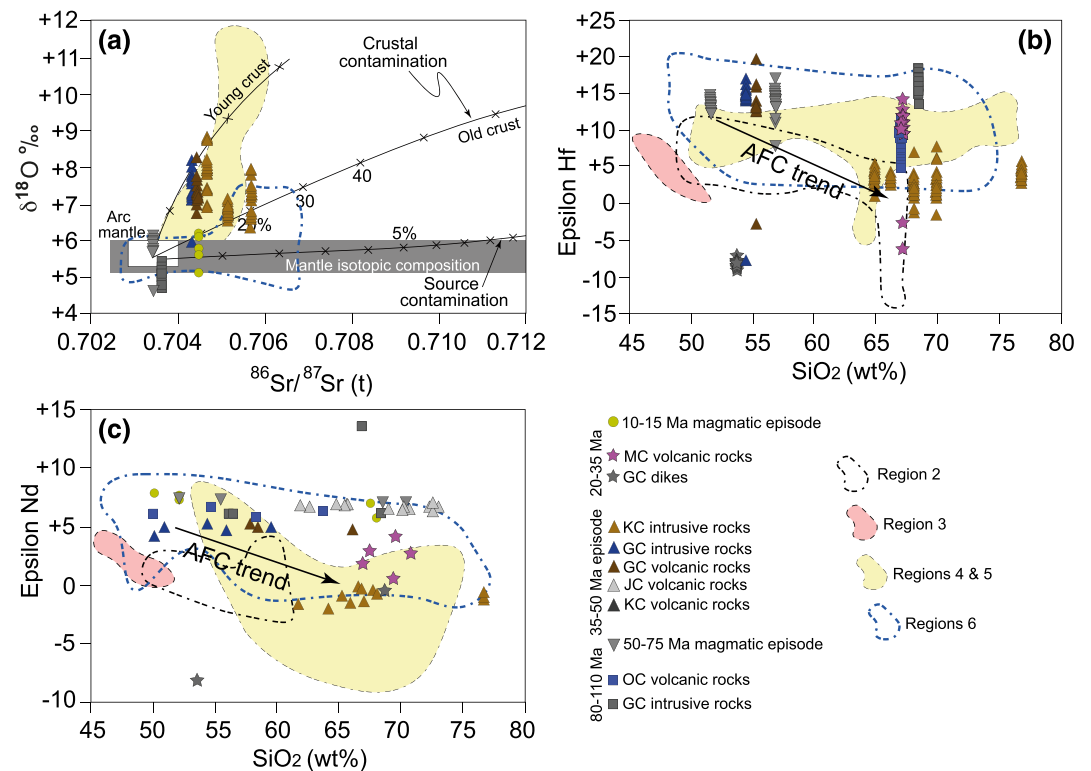 (a)
+12
+11
+10
+9
+8
+7
+6
+5
+4
δ18O ‰
0.702
0.704
0.706
0.708
0.710
0.712
86Sr/87Sr (t)
Crustal
contamination
Young crust
Old crust
40
30
Arc
mantle
5%
Mantle isotopic composition
Source
contamination
(b)
+25
+20
+15
+10
+5
0
-5
-10
-15
Epsilon Hf
AFC trend
45
50
55
60
65
70
75
80
SiO2 (wt%)
(c)
+15
+10
+5
0
-5
-10
Epsilon Nd
AFC trend
45
50
55
60
65
70
75
80
SiO2 (wt%)
10-15 Ma magmatic episode
20-35 Ma
MC volcanic rocks
GC dikes
35-50 Ma episode
KC intrusive rocks
GC intrusive rocks
GC volcanic rocks
JC volcanic rocks
KC volcanic rocks
50-75 Ma magmatic episode
80-110 Ma
OC volcanic rocks
GC intrusive rocks
Region 2
Region 3
Regions 4 & 5
Regions 6